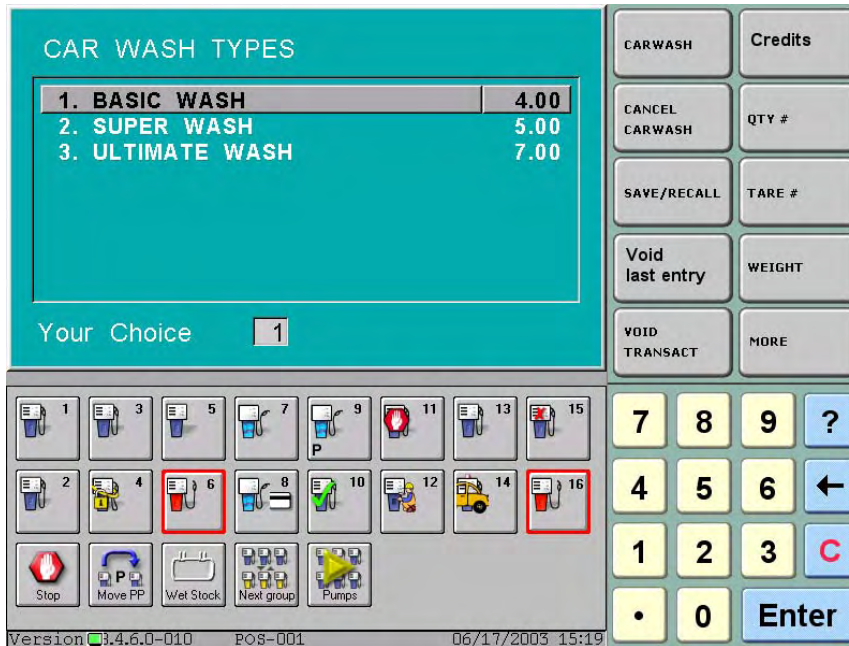 CAR WASH TYPES
1. BASIC WASH 4.00
2. SUPER WASH 5.00
3. ULTIMATE WASH 7.00
Your Choice 1
CARWASH
Credits
CANCEL
CARWASH
QTY #
SAVE/RECALL
TARE #
Void
last entry
WEIGHT
VOID
TRANSACT
MORE
1 3 5 7 9 11 13 15
P
2 4 6 8 10 12 14 16
Stop
P
Move PP
Wet Stock
Next group
Pumps
7 8 9 ?
4 5 6 ←
1 2 3 C
. 0 Enter
Version .4.6.0-010 POS-001 06/17/2003 15:19